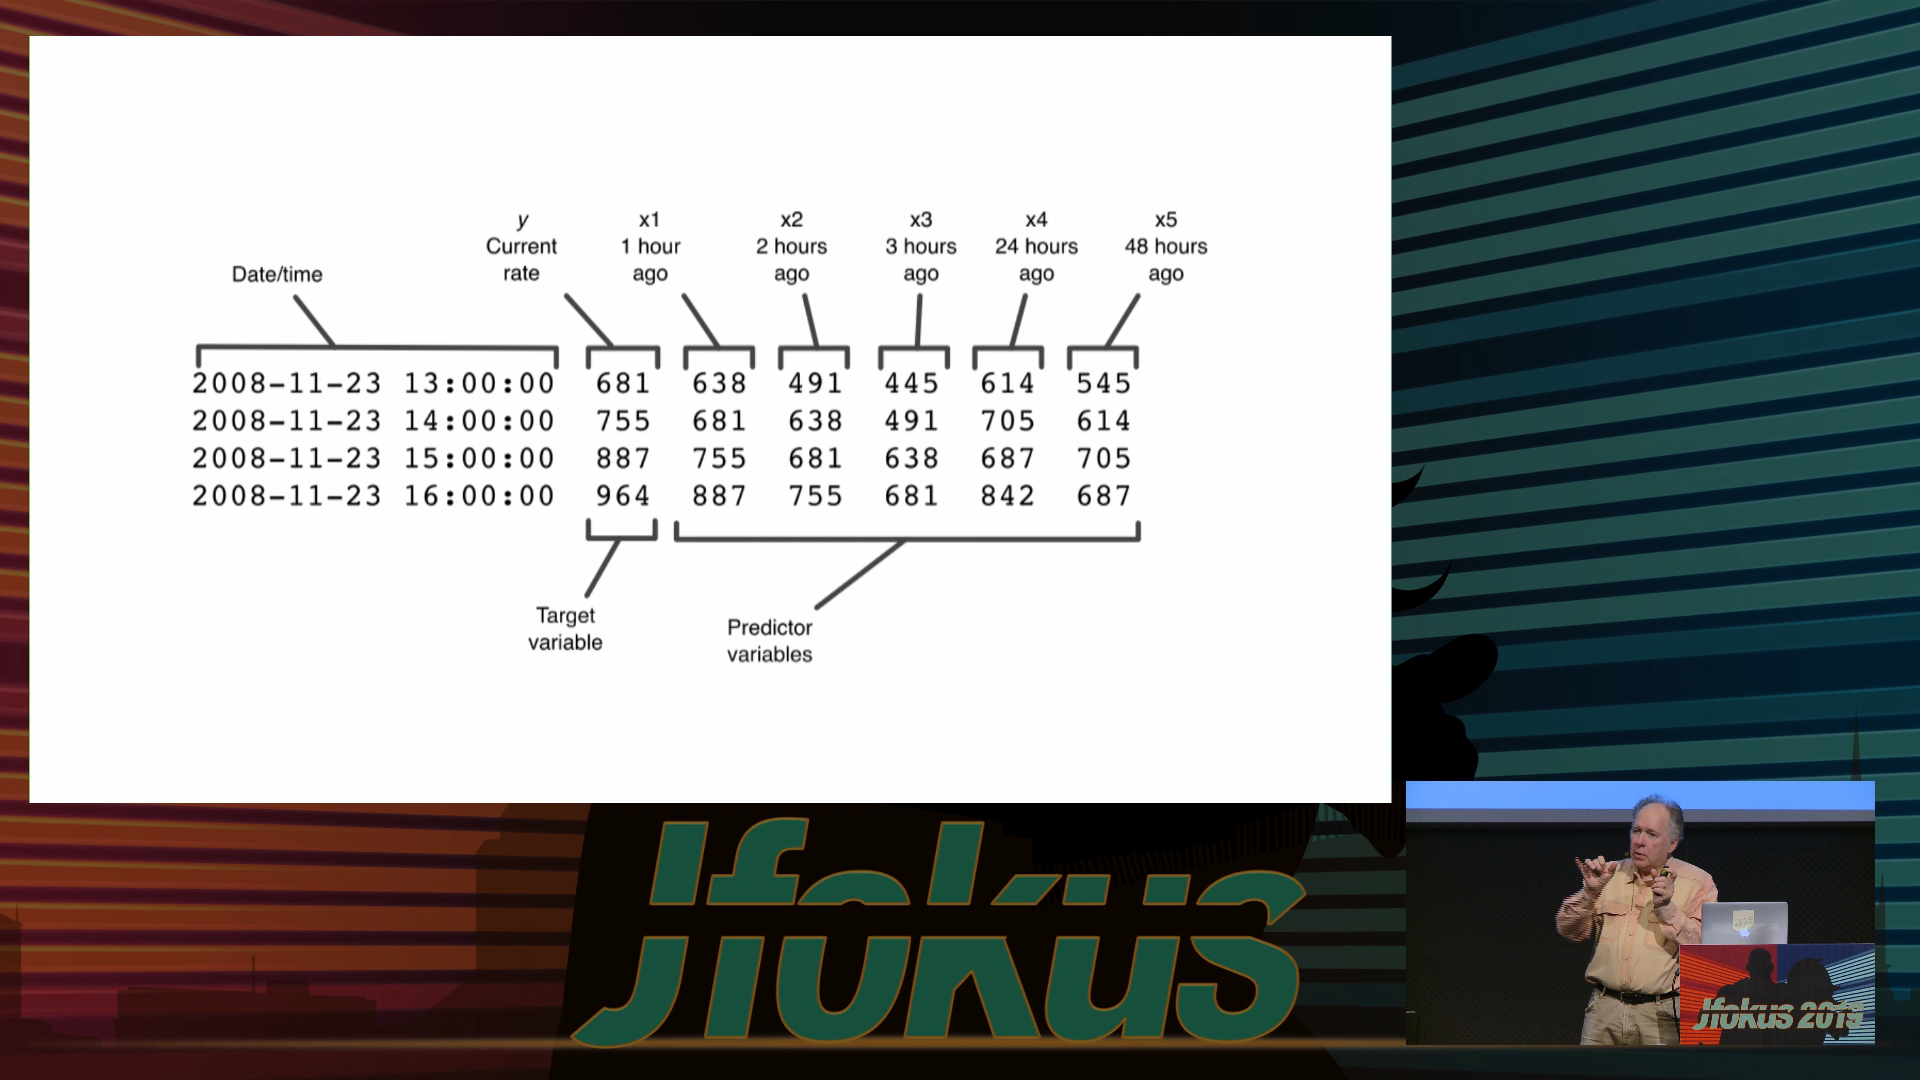 y x1 x2 x3 x4 x5
Current 1 hour 2 hours 3 hours 24 hours 48 hours
Date/time rate ago ago ago ago ago
2008-11-23 13:00:00 681 638 491 445 614 545
2008-11-23 14:00:00 755 681 638 491 705 614
2008-11-23 15:00:00 887 755 681 638 687 705
2008-11-23 16:00:00 964 887 755 681 842 687
Target
variable
Predictor
variables
Jfokus
Jfokus 2019